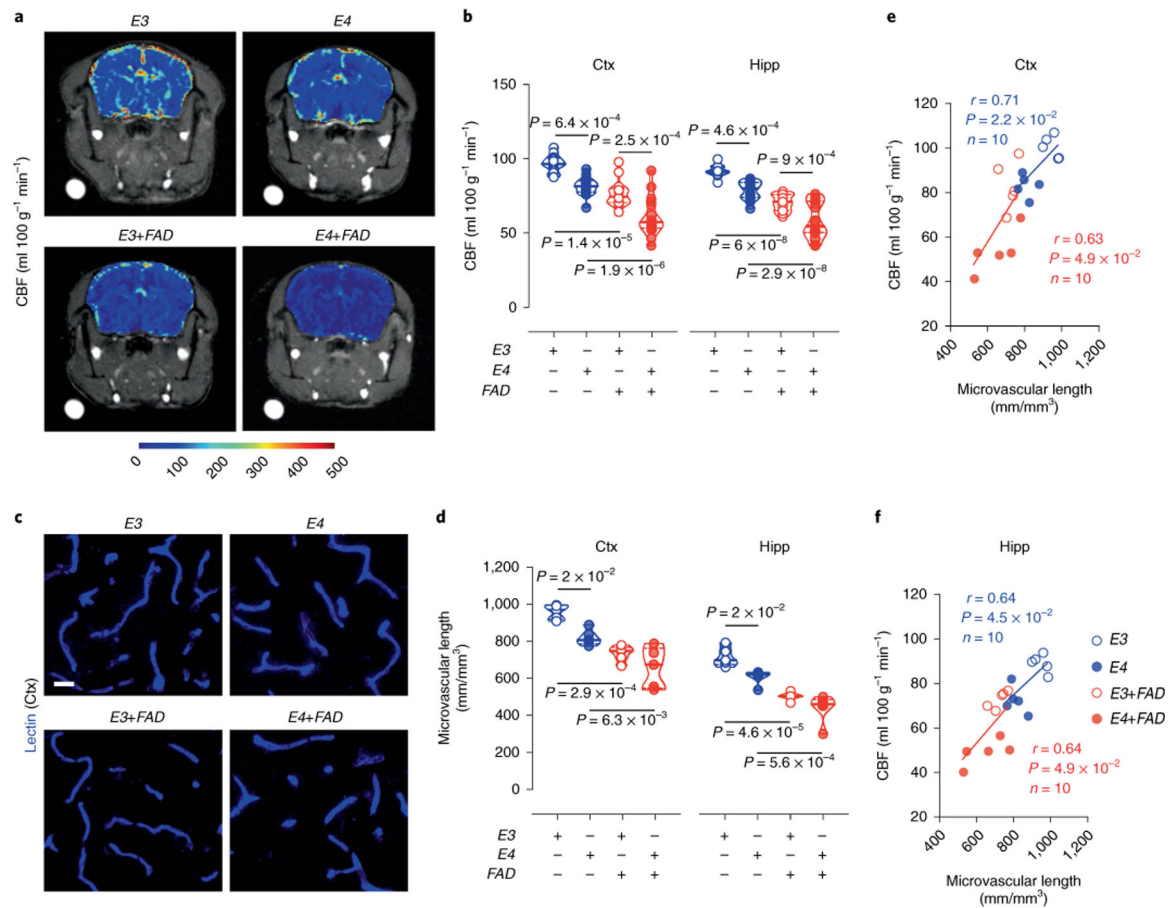 a
E3
E4
E3+FAD
E4+FAD
CBF (ml 100 g⁻¹ min⁻¹)
0 100 200 300 400 500
b
Ctx
Hipp
CBF (ml 100 g⁻¹ min⁻¹)
150
100
50
0
P = 6.4 × 10⁻⁴
P = 2.5 × 10⁻⁴
P = 1.4 × 10⁻⁵
P = 1.9 × 10⁻⁶
P = 4.6 × 10⁻⁴
P = 9 × 10⁻⁴
P = 6 × 10⁻⁸
P = 2.9 × 10⁻⁸
E3 + – + – + – + –
E4 – + – + – + – +
FAD – – + + – – + +
e
Ctx
r = 0.71
P = 2.2 × 10⁻²
n = 10
r = 0.63
P = 4.9 × 10⁻²
n = 10
CBF (ml 100 g⁻¹ min⁻¹)
120
100
80
60
40
20
400 600 800 1,000 1,200
Microvascular length
(mm/mm³)
c
E3
E4
E3+FAD
E4+FAD
Lectin (Ctx)
d
Ctx
Hipp
Microvascular length
(mm/mm³)
1,200
1,000
800
600
400
200
0
P = 2 × 10⁻²
P = 2.9 × 10⁻⁴
P = 6.3 × 10⁻³
P = 2 × 10⁻²
P = 4.6 × 10⁻⁵
P = 5.6 × 10⁻⁴
E3 + – + – + – + –
E4 – + – + – + – +
FAD – – + + – – + +
f
Hipp
r = 0.64
P = 4.5 × 10⁻²
n = 10
r = 0.64
P = 4.9 × 10⁻²
n = 10
CBF (ml 100 g⁻¹ min⁻¹)
120
100
80
60
40
20
400 600 800 1,000 1,200
Microvascular length
(mm/mm³)
E3
E4
E3+FAD
E4+FAD